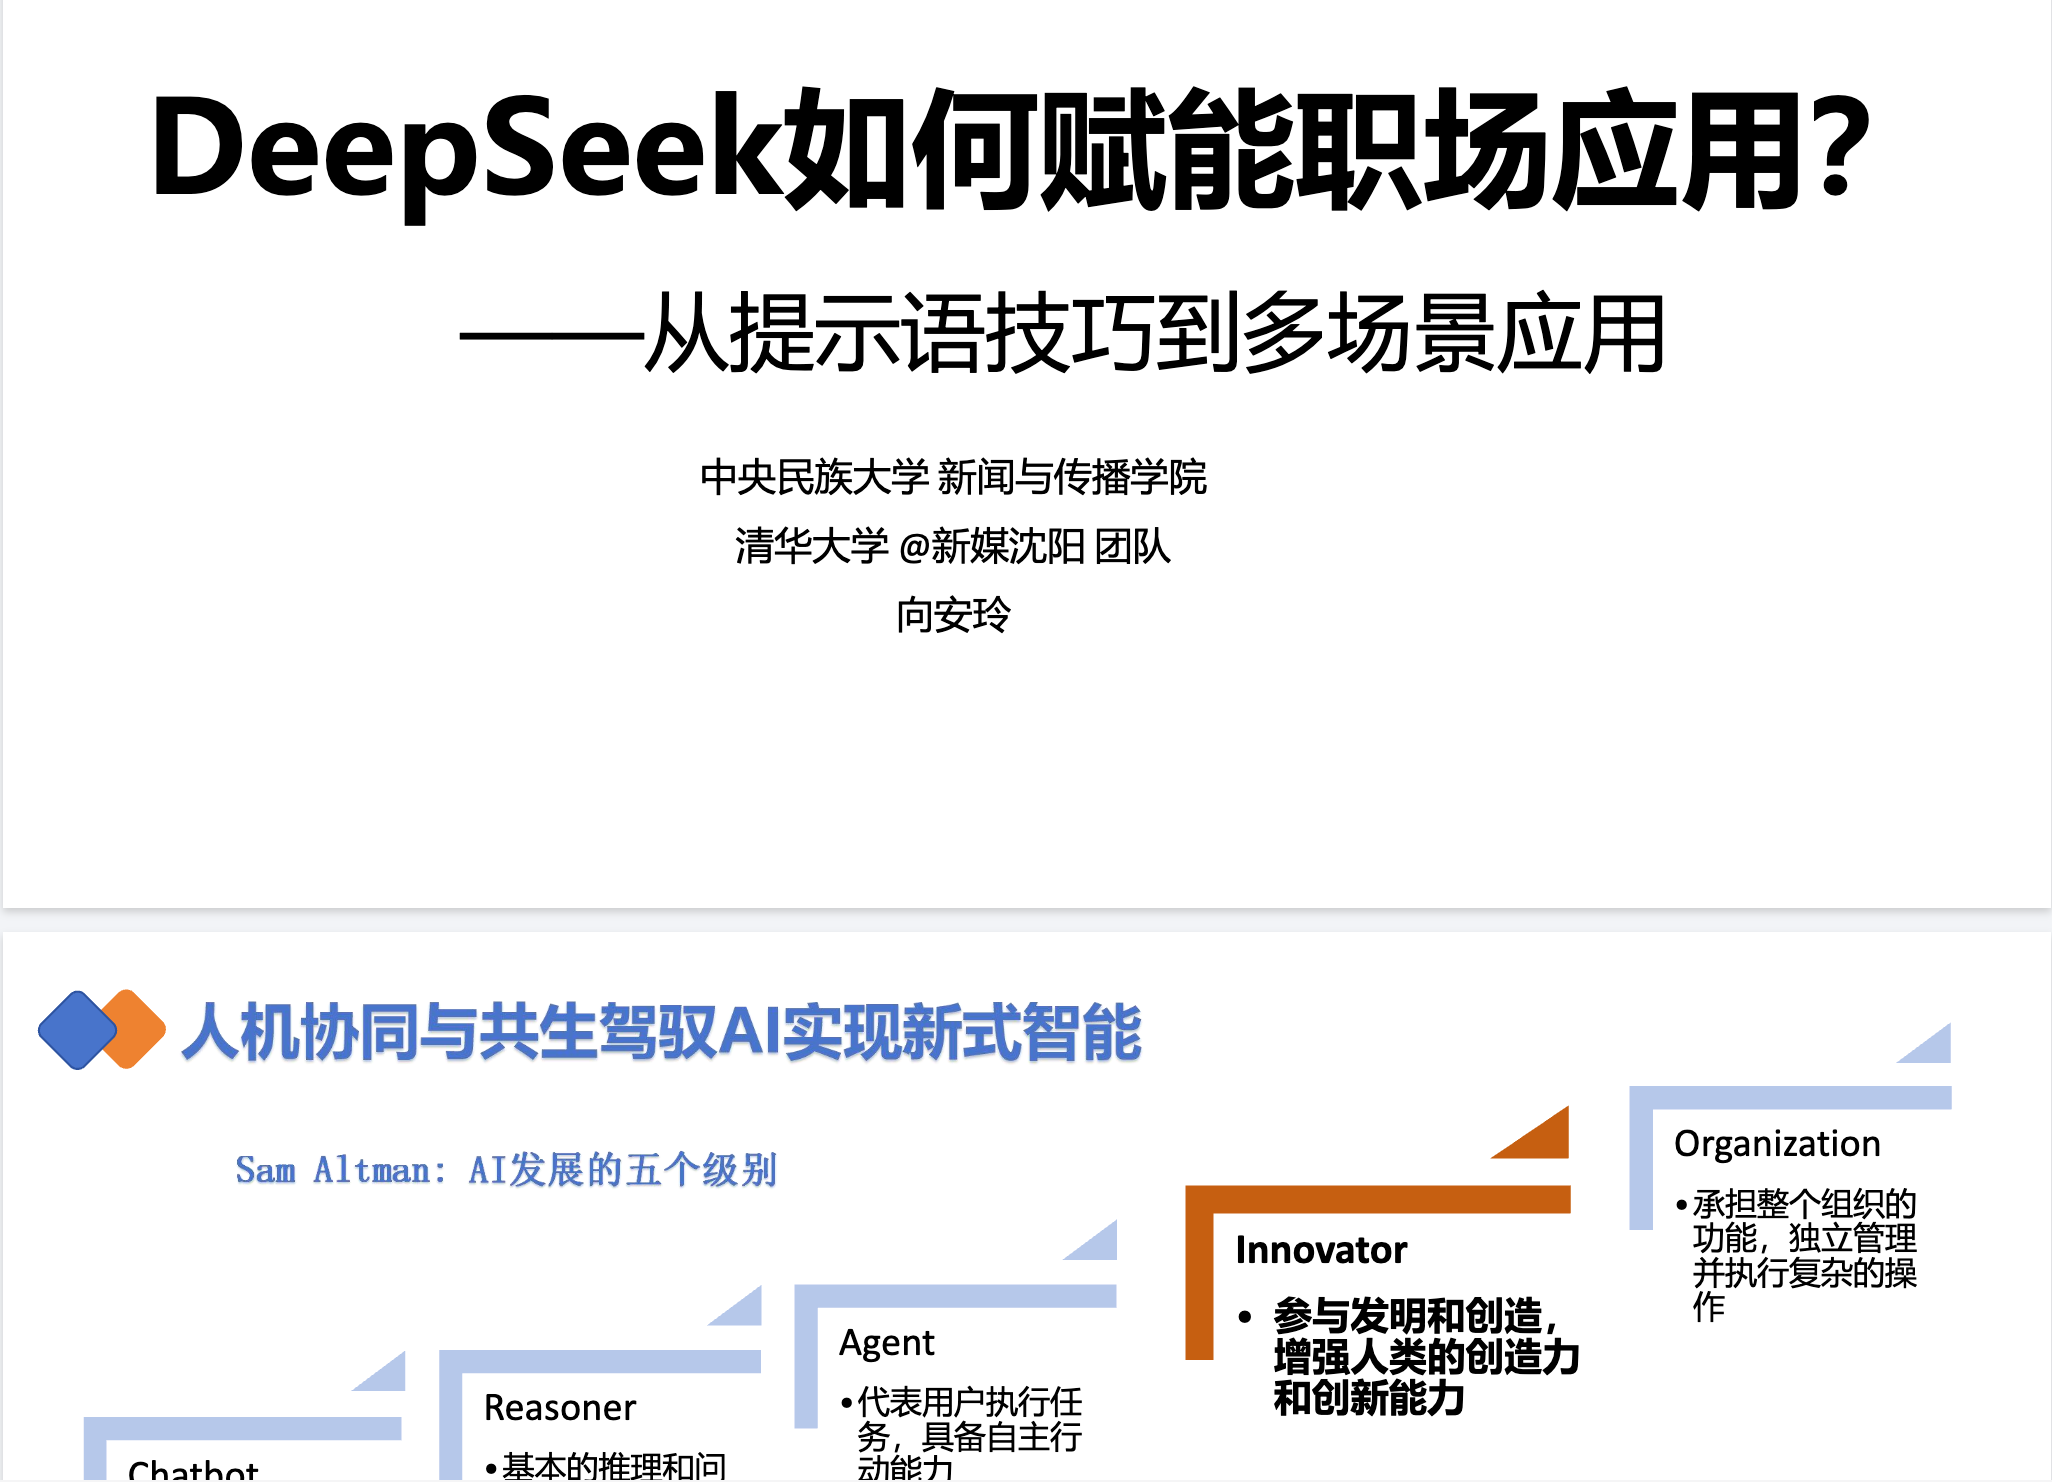 DeepSeek如何赋能职场应用？
——从提示语技巧到多场景应用
中央民族大学 新闻与传播学院
清华大学 @新媒沈阳 团队
向安玲
人机协同与共生驾驭AI实现新式智能
Sam Altman：AI发展的五个级别
Chatbot
Reasoner
•基本的推理和问
Agent
•代表用户执行任
务，具备自主行
动能力
Innovator
• 参与发明和创造，
增强人类的创造力
和创新能力
Organization
•承担整个组织的
功能，独立管理
并执行复杂的操
作